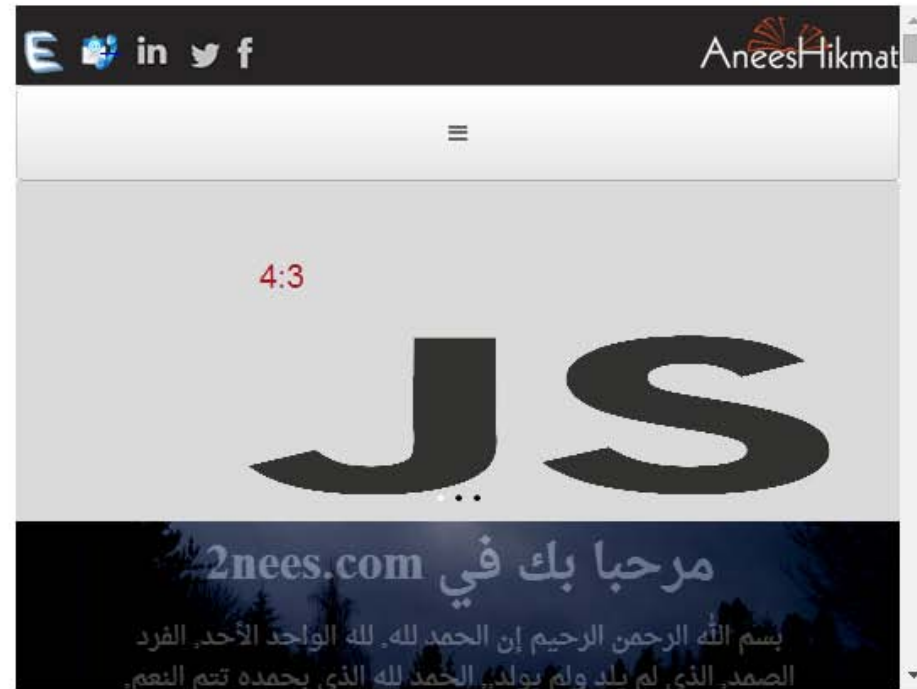 E in f AneesHikmat
4:3
JS
مرحبا بك في 2nees.com
بسم الله الرحمن الرحيم إن الحمد لله, لله الواحد الأحد, الفرد
الصمد, الذي لم يلد ولم يولد,, الحمد لله الذي بحمده تتم النعم,